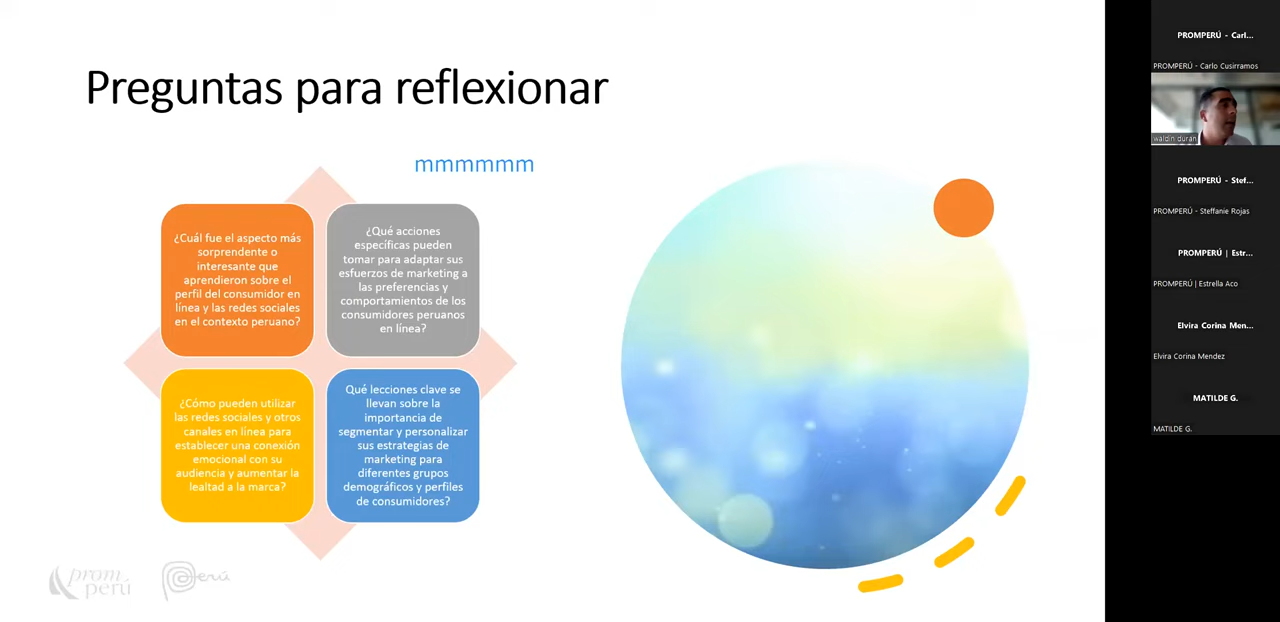 Preguntas para reflexionar
mmmmmm
¿Cuál fue el aspecto más
sorprendente o
interesante que
aprendieron sobre el
perfil del consumidor en
línea y las redes sociales
en el contexto peruano?
¿Qué acciones
específicas pueden
tomar para adaptar sus
esfuerzos de marketing a
las preferencias y
comportamientos de los
consumidores peruanos
en línea?
¿Cómo pueden utilizar
las redes sociales y otros
canales en línea para
establecer una conexión
emocional con su
audiencia y aumentar la
lealtad a la marca?
Qué lecciones clave se
llevan sobre la
importancia de
segmentar y personalizar
sus estrategias de
marketing para
diferentes grupos
demográficos y perfiles
de consumidores?
prom
perú
Perú
PROMPERÚ - Carl...
PROMPERÚ - Carlo Cusirramos
waldin duran
PROMPERÚ - Stef...
PROMPERÚ - Steffanie Rojas
PROMPERÚ | Estr...
PROMPERÚ | Estrella Aco
Elvira Corina Men...
Elvira Corina Mendez
MATILDE G.
MATILDE G.